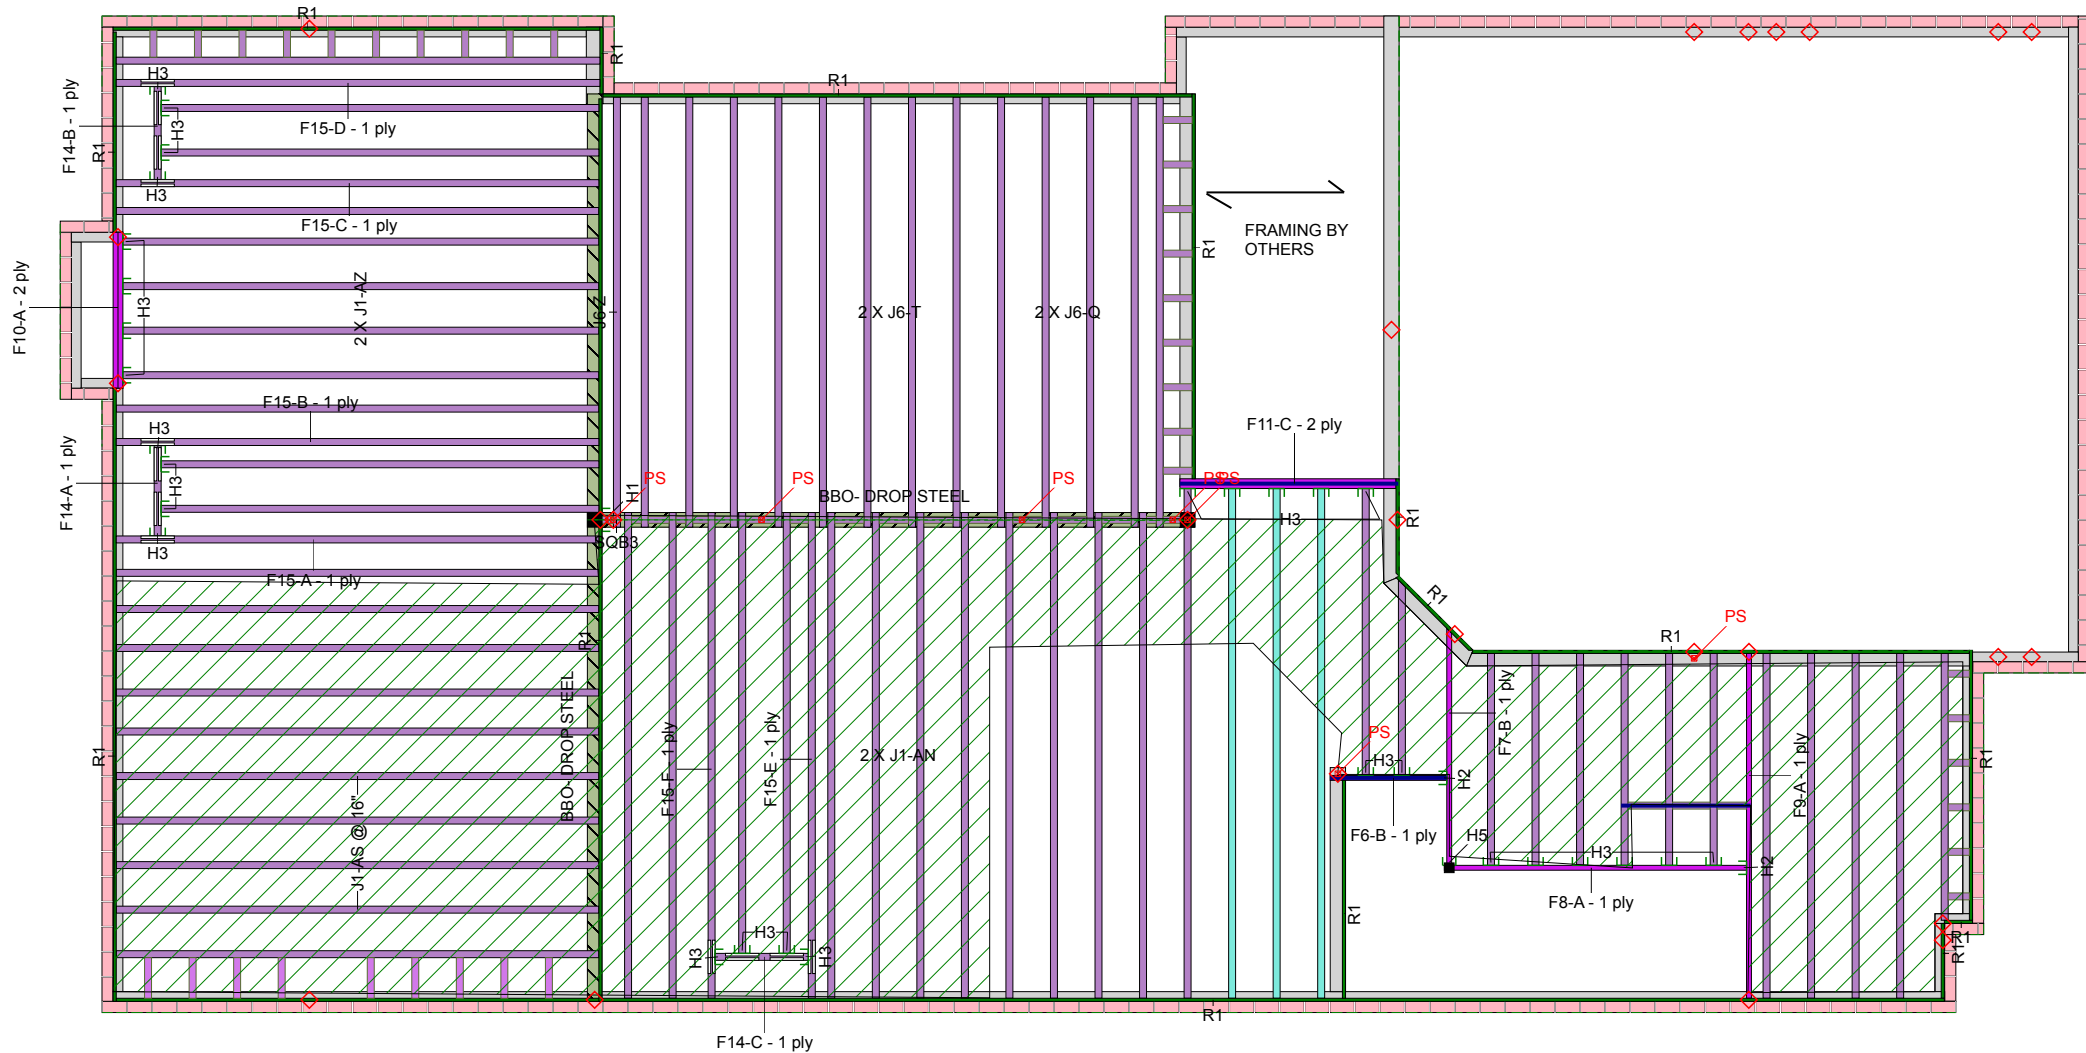 R1
R1
R1
H3
F14-B - 1 ply
F15-D - 1 ply
H3
R1
H3
F15-C - 1 ply
R1
FRAMING BY
OTHERS
F10-A - 2 ply
H3
2 X J1-AZ
J6-Z
2 X J6-T
2 X J6-Q
F15-B - 1 ply
F11-C - 2 ply
H3
F14-A - 1 ply
H3
H3
PS
PS
PS
PS
PS
H1
BBO- DROP STEEL
SQB3
H3
R1
F15-A - 1 ply
R1
R1
R1
PS
BBO- DROP STEEL
F15-F - 1 ply
F15-E - 1 ply
2 X J1-AN
F7-B - 1 ply
PS
R1
R1
H3
H2
F9-A - 1 ply
J1-AS @ 16"
F6-B - 1 ply
H5
H3
H2
F8-A - 1 ply
R1
H3
H3
H3
R1
R1
R1
F14-C - 1 ply